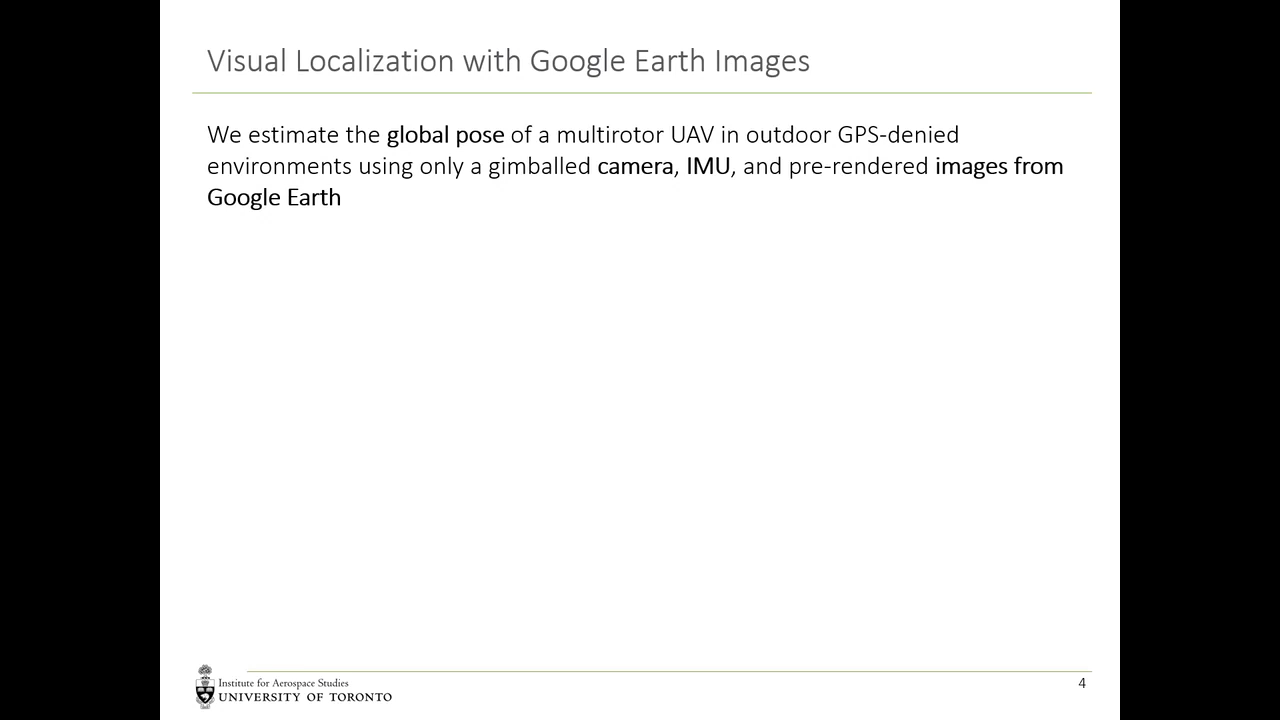 Visual Localization with Google Earth Images
We estimate the global pose of a multirotor UAV in outdoor GPS-denied
environments using only a gimballed camera, IMU, and pre-rendered images from
Google Earth
Institute for Aerospace Studies
UNIVERSITY OF TORONTO
4